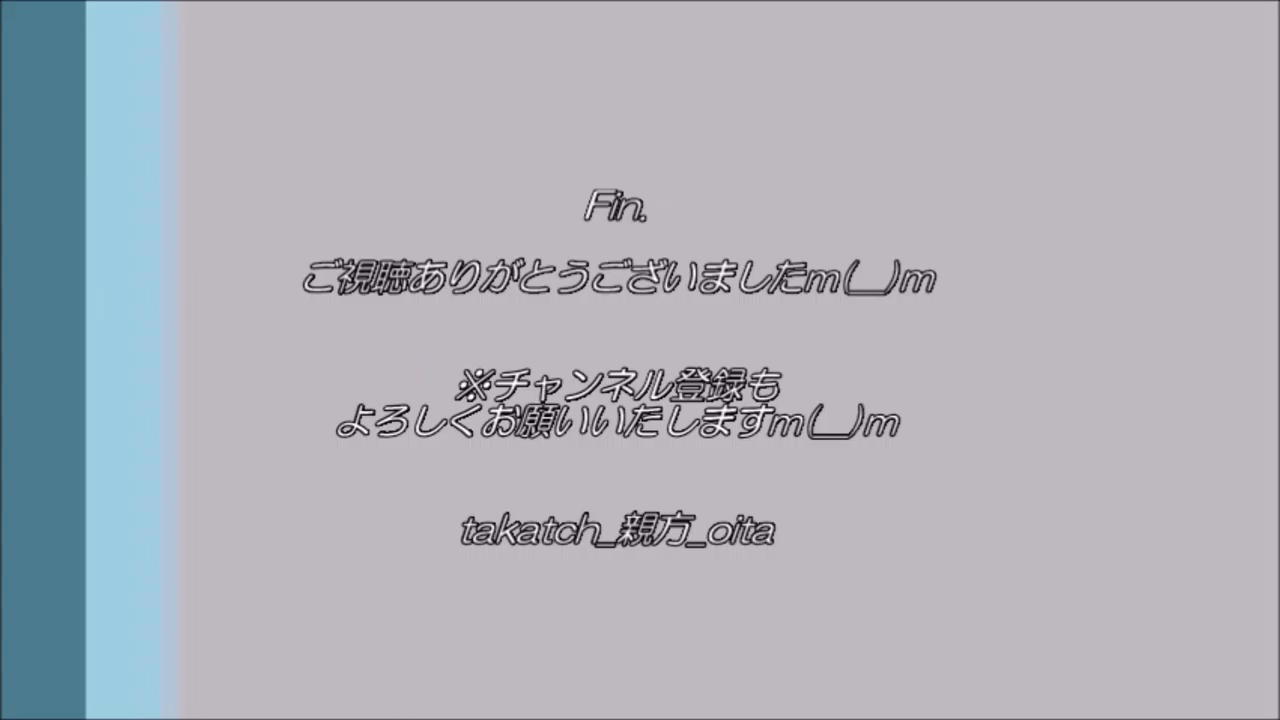 Fin.
ご視聴ありがとうございましたm(__)m
※チャンネル登録も
よろしくお願いいたしますm(__)m
takatch_親方_oita